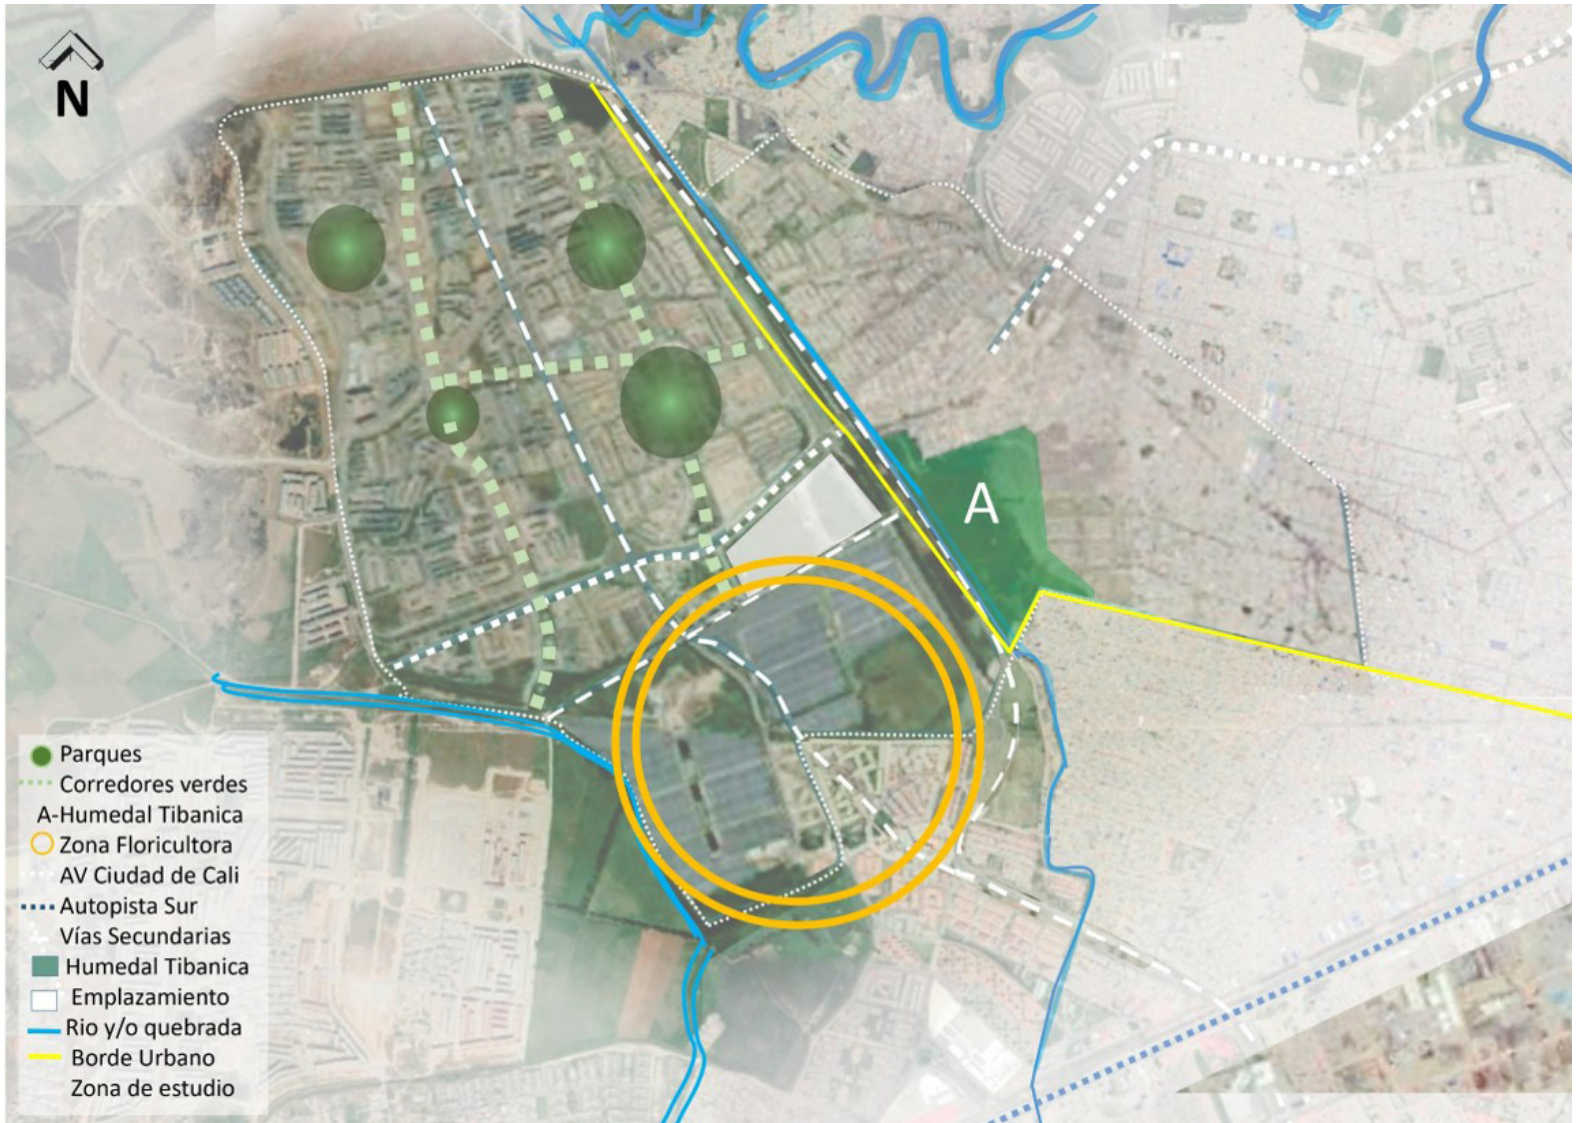 N
A
Parques
Corredores verdes
A-Humedal Tibanica
Zona Floricultora
AV Ciudad de Cali
Autopista Sur
Vías Secundarias
Humedal Tibanica
Emplazamiento
Rio y/o quebrada
Borde Urbano
Zona de estudio